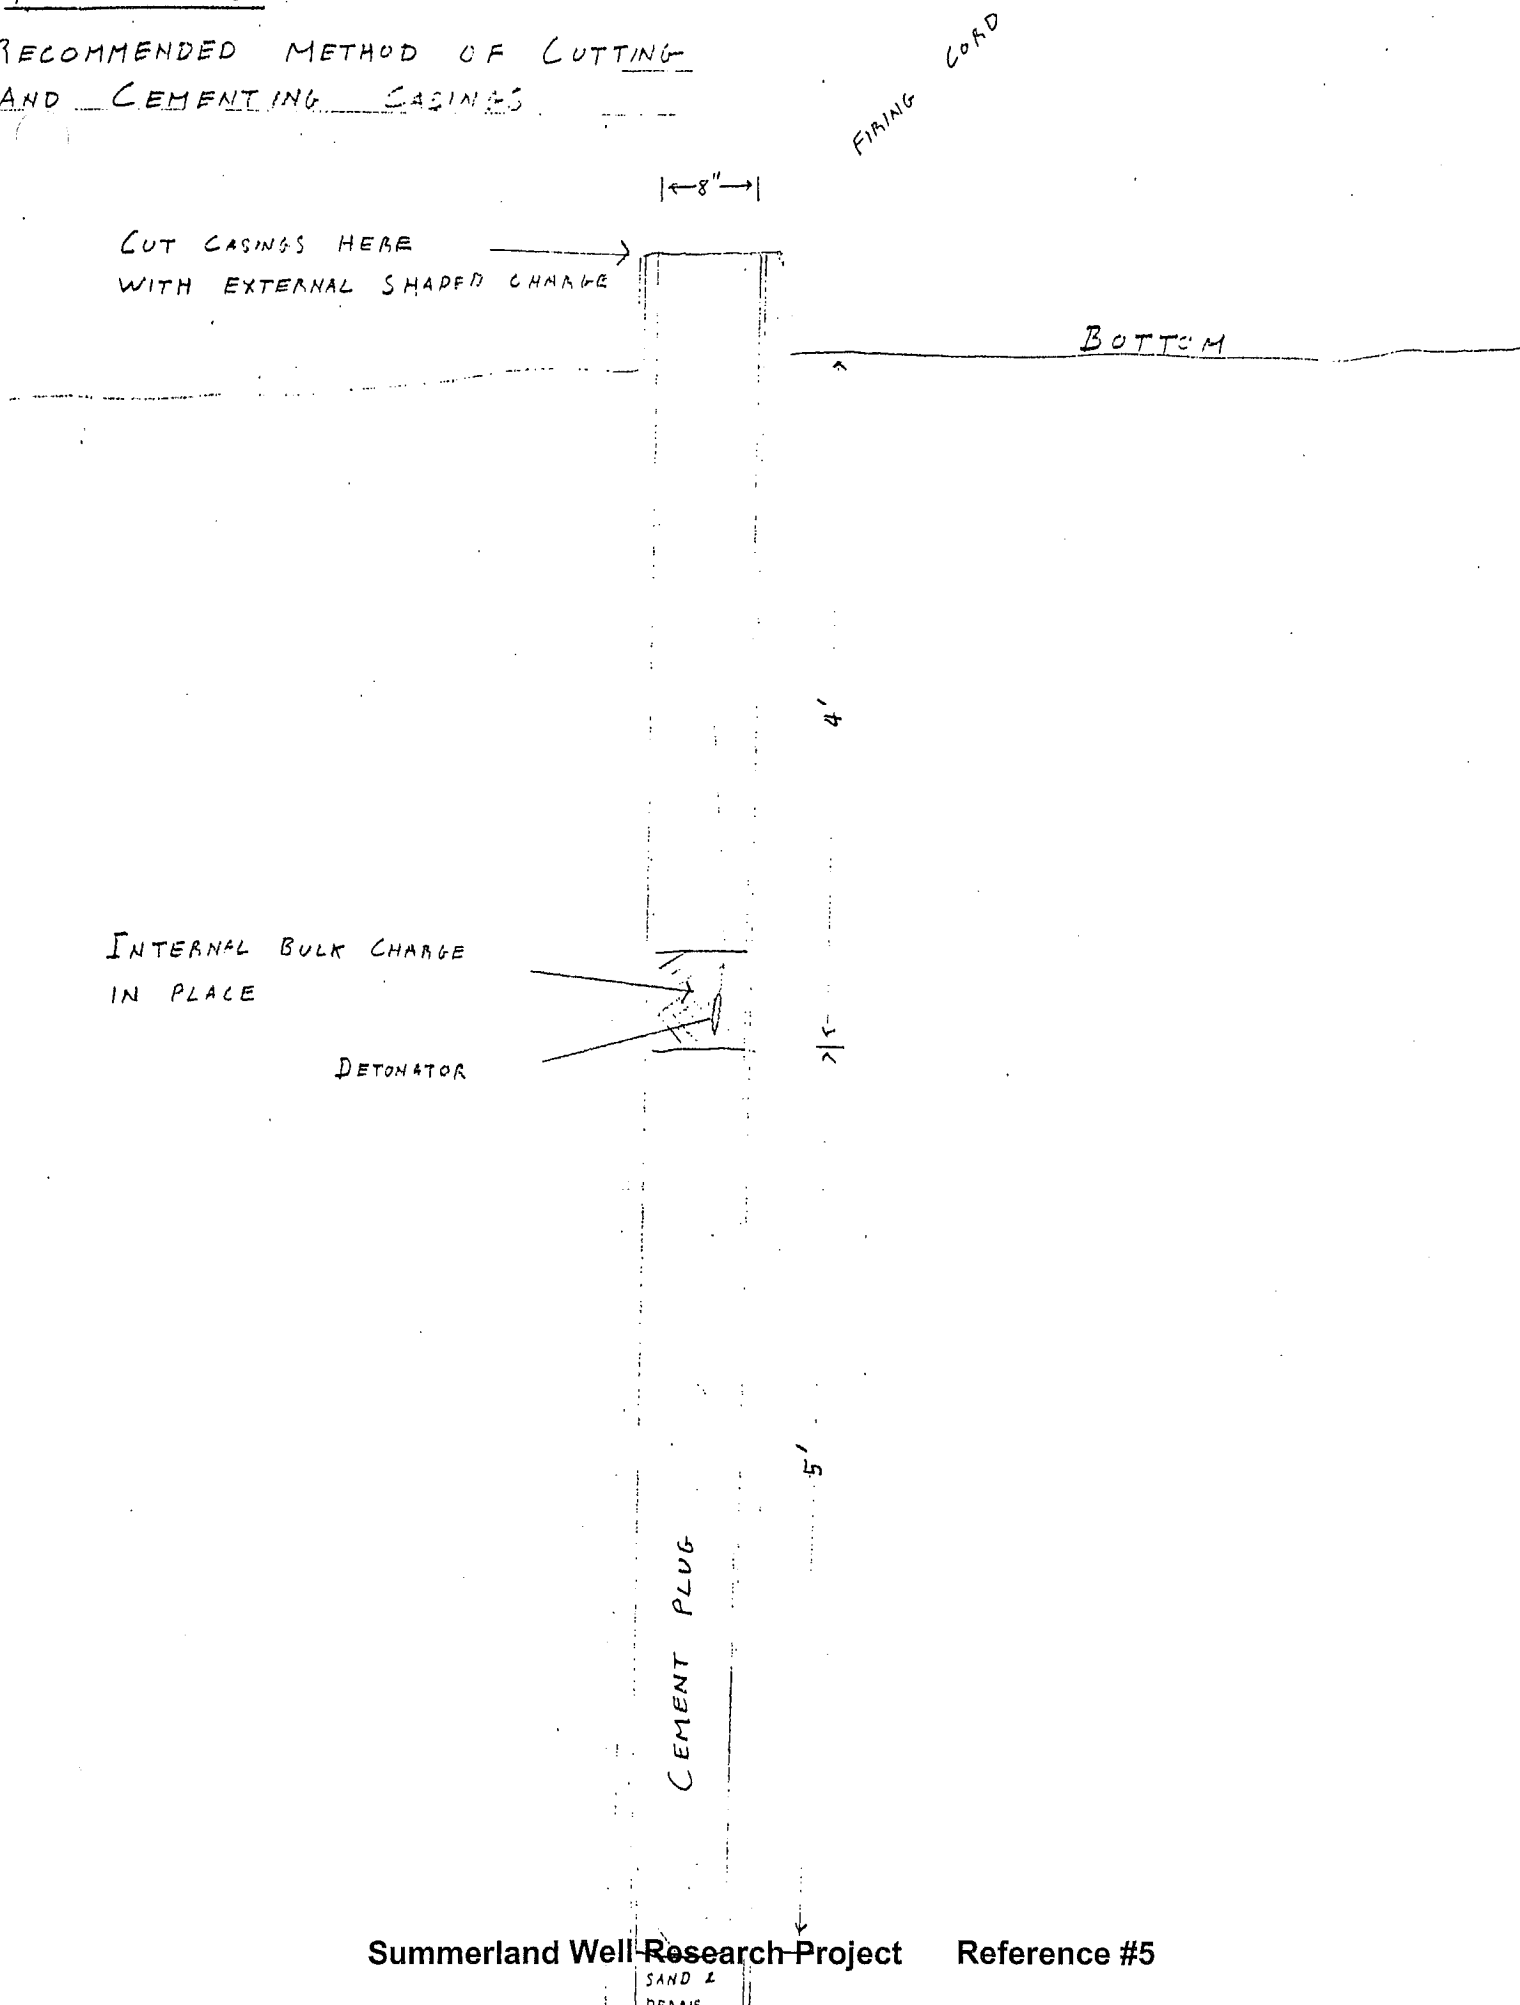 RECOMMENDED METHOD OF CUTTING
AND CEMENTING CASINGS
FIRING CORD
8"
CUT CASINGS HERE
WITH EXTERNAL SHAPED CHARGE
BOTTOM
4'
INTERNAL BULK CHARGE
IN PLACE
DETONATOR
5'
CEMENT PLUG
Summerland Well Research Project Reference #5
SAND &
DEBRIS